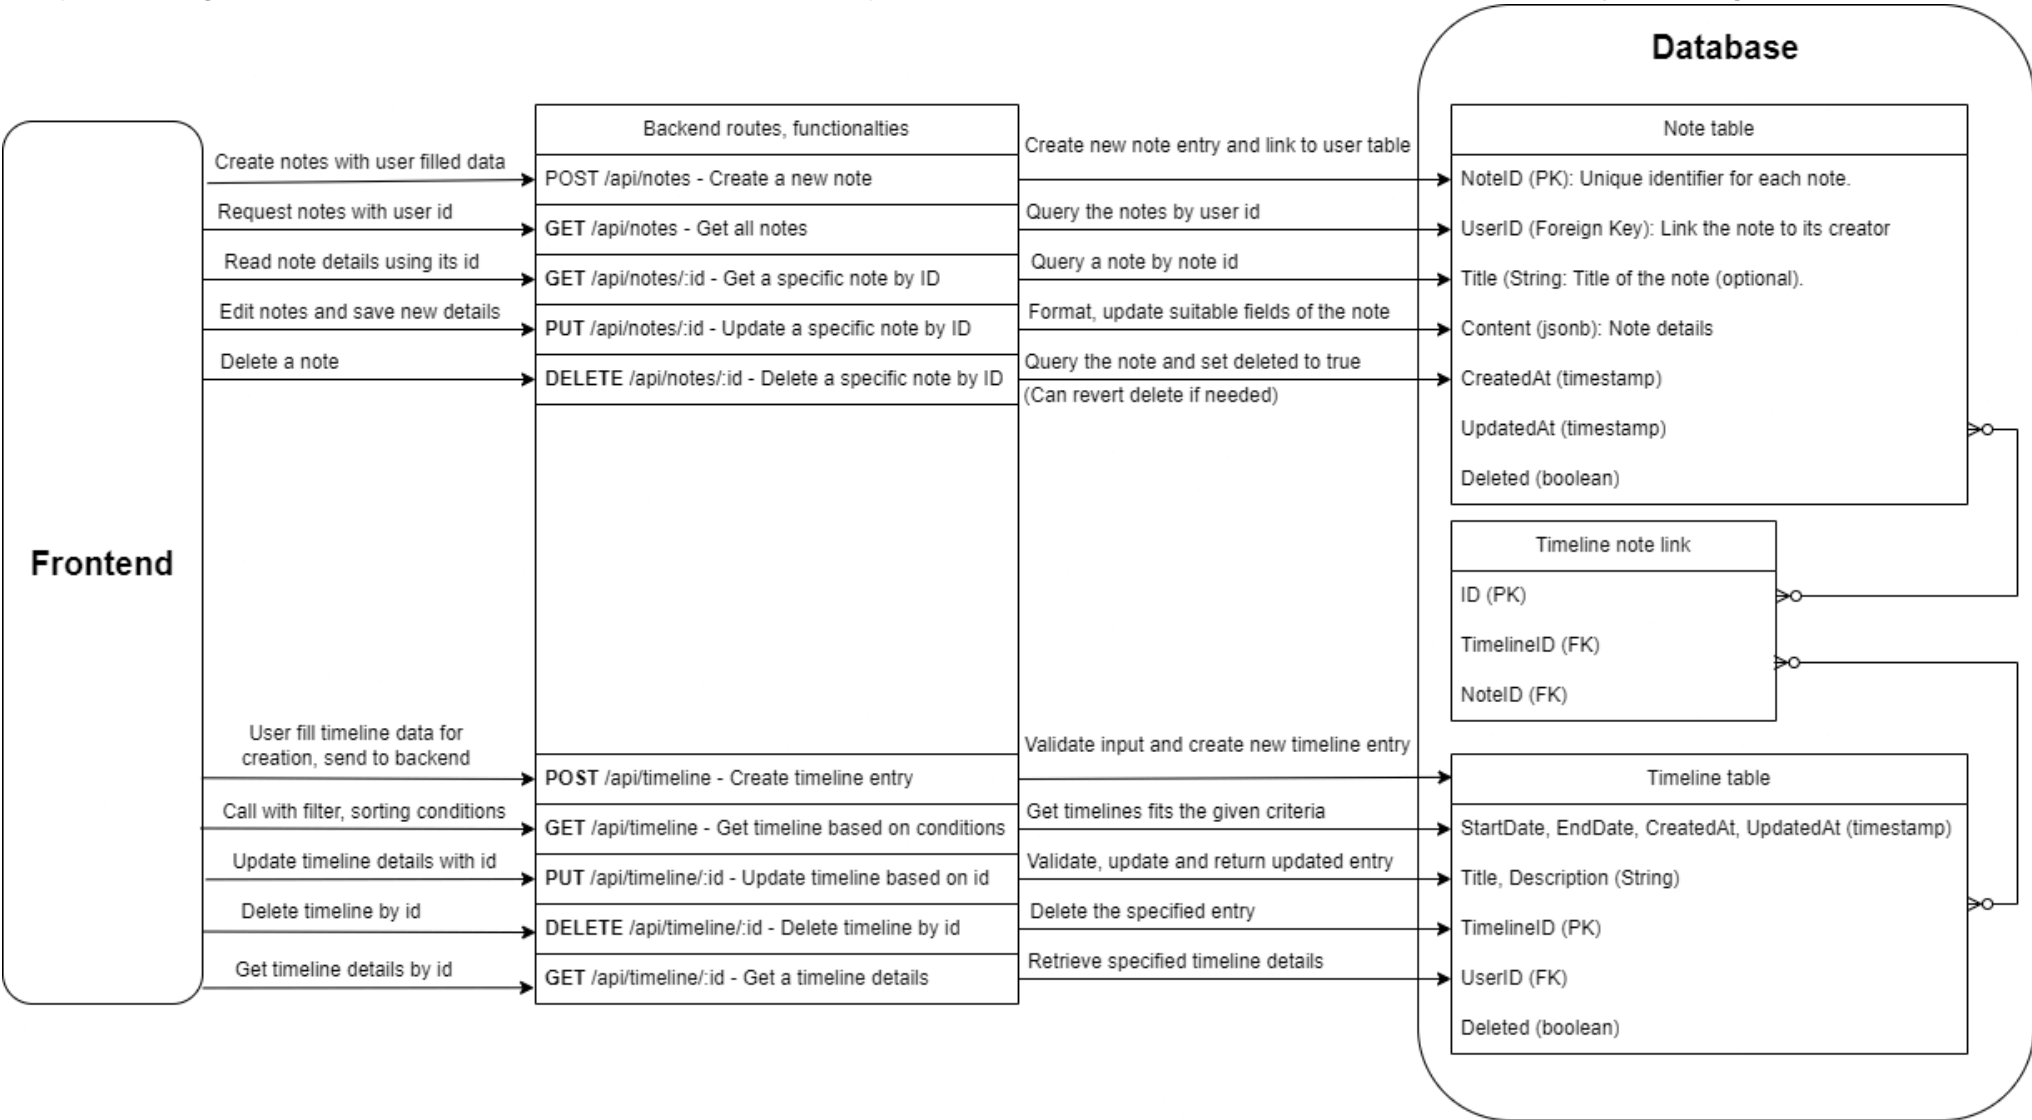 Database
Frontend
Create notes with user filled data
Request notes with user id
Read note details using its id
Edit notes and save new details
Delete a note
User fill timeline data for
creation, send to backend
Call with filter, sorting conditions
Update timeline details with id
Delete timeline by id
Get timeline details by id
Backend routes, functionalties
POST /api/notes - Create a new note
GET /api/notes - Get all notes
GET /api/notes/:id - Get a specific note by ID
PUT /api/notes/:id - Update a specific note by ID
DELETE /api/notes/:id - Delete a specific note by ID
POST /api/timeline - Create timeline entry
GET /api/timeline - Get timeline based on conditions
PUT /api/timeline/:id - Update timeline based on id
DELETE /api/timeline/:id - Delete timeline by id
GET /api/timeline/:id - Get a timeline details
Create new note entry and link to user table
Query the notes by user id
Query a note by note id
Format, update suitable fields of the note
Query the note and set deleted to true
(Can revert delete if needed)
Validate input and create new timeline entry
Get timelines fits the given criteria
Validate, update and return updated entry
Delete the specified entry
Retrieve specified timeline details
Note table
NoteID (PK): Unique identifier for each note.
UserID (Foreign Key): Link the note to its creator
Title (String: Title of the note (optional).
Content (jsonb): Note details
CreatedAt (timestamp)
UpdatedAt (timestamp)
Deleted (boolean)
Timeline note link
ID (PK)
TimelineID (FK)
NoteID (FK)
Timeline table
StartDate, EndDate, CreatedAt, UpdatedAt (timestamp)
Title, Description (String)
TimelineID (PK)
UserID (FK)
Deleted (boolean)